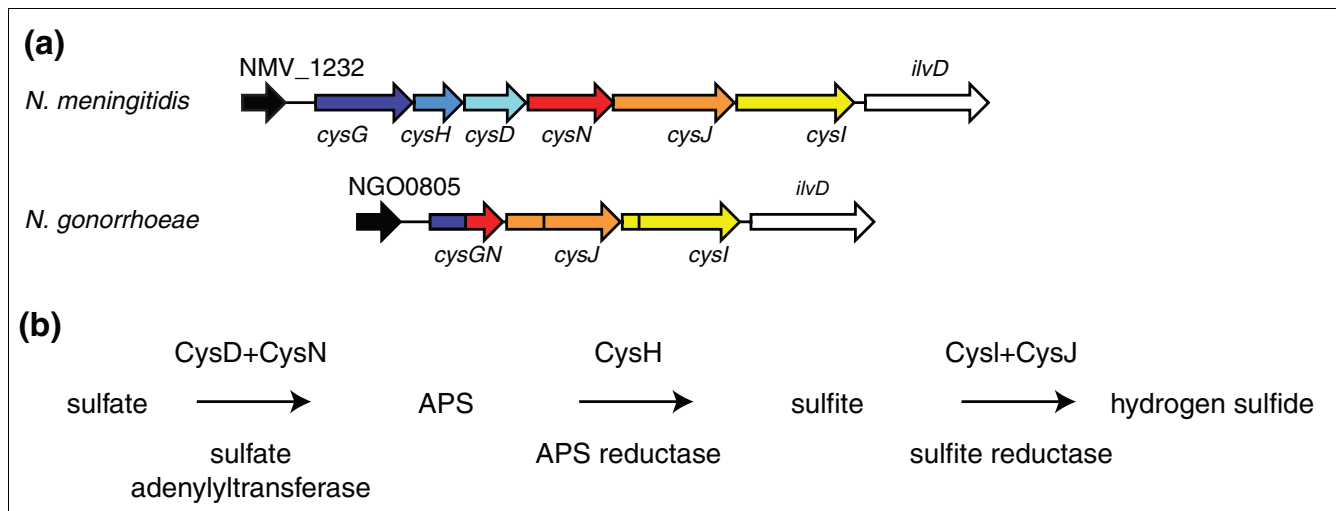 (a)
NMV_1232
ilvD
N. meningitidis
cysG cysH cysD cysN cysJ cysI
NGO0805
ilvD
N. gonorrhoeae
cysGN cysJ cysI
(b)
CysD+CysN CysH CysI+CysJ
sulfate APS sulfite hydrogen sulfide
sulfate APS reductase sulfite reductase
adenylyltransferase